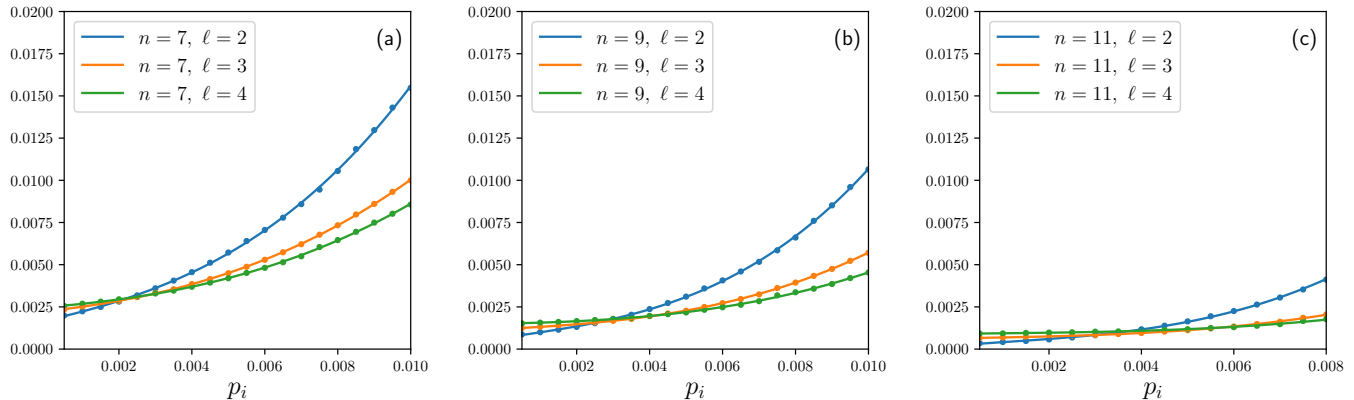 0.0200
0.0175
0.0150
0.0125
0.0100
0.0075
0.0050
0.0025
0.0000
n = 7, ℓ = 2
n = 7, ℓ = 3
n = 7, ℓ = 4
(a)
0.002 0.004 0.006 0.008 0.010
p_i
0.0200
0.0175
0.0150
0.0125
0.0100
0.0075
0.0050
0.0025
0.0000
n = 9, ℓ = 2
n = 9, ℓ = 3
n = 9, ℓ = 4
(b)
0.002 0.004 0.006 0.008 0.010
p_i
0.0200
0.0175
0.0150
0.0125
0.0100
0.0075
0.0050
0.0025
0.0000
n = 11, ℓ = 2
n = 11, ℓ = 3
n = 11, ℓ = 4
(c)
0.002 0.004 0.006 0.008
p_i